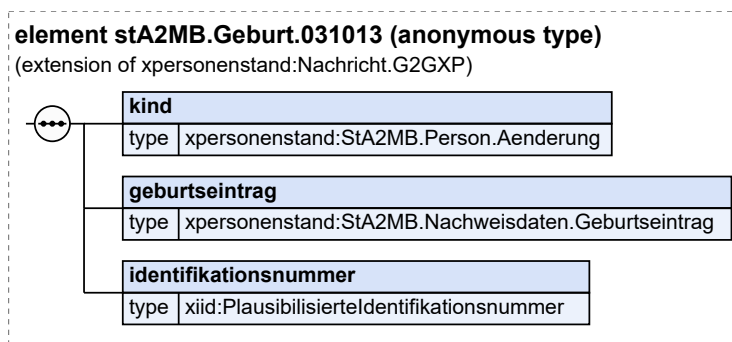 element stA2MB.Geburt.031013 (anonymous type)
(extension of xpersonenstand:Nachricht.G2GXP)
kind
type xpersonenstand:StA2MB.Person.Aenderung
geburtseintrag
type xpersonenstand:StA2MB.Nachweisdaten.Geburtseintrag
identifikationsnummer
type xiid:PlausibilisierteIdentifikationsnummer